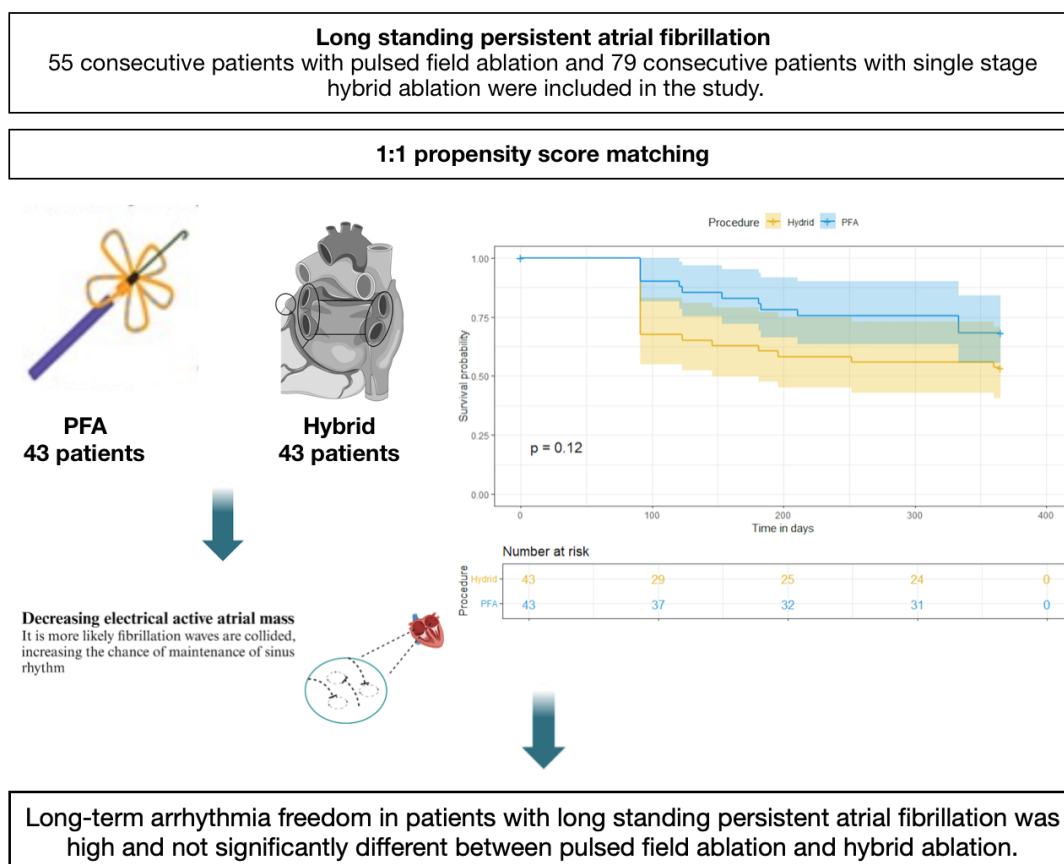 Long standing persistent atrial fibrillation
55 consecutive patients with pulsed field ablation and 79 consecutive patients with single stage
hybrid ablation were included in the study.
1:1 propensity score matching
PFA
43 patients
Hybrid
43 patients
Procedure Hydrid PFA
Survival probability
1.00
0.75
0.50
0.25
0.00
p = 0.12
0 100 200 300 400
Time in days
Number at risk
Procedure
Hydrid 43 29 25 24 0
PFA 43 37 32 31 0
Decreasing electrical active atrial mass
It is more likely fibrillation waves are collided,
increasing the chance of maintenance of sinus
rhythm
Long-term arrhythmia freedom in patients with long standing persistent atrial fibrillation was
high and not significantly different between pulsed field ablation and hybrid ablation.